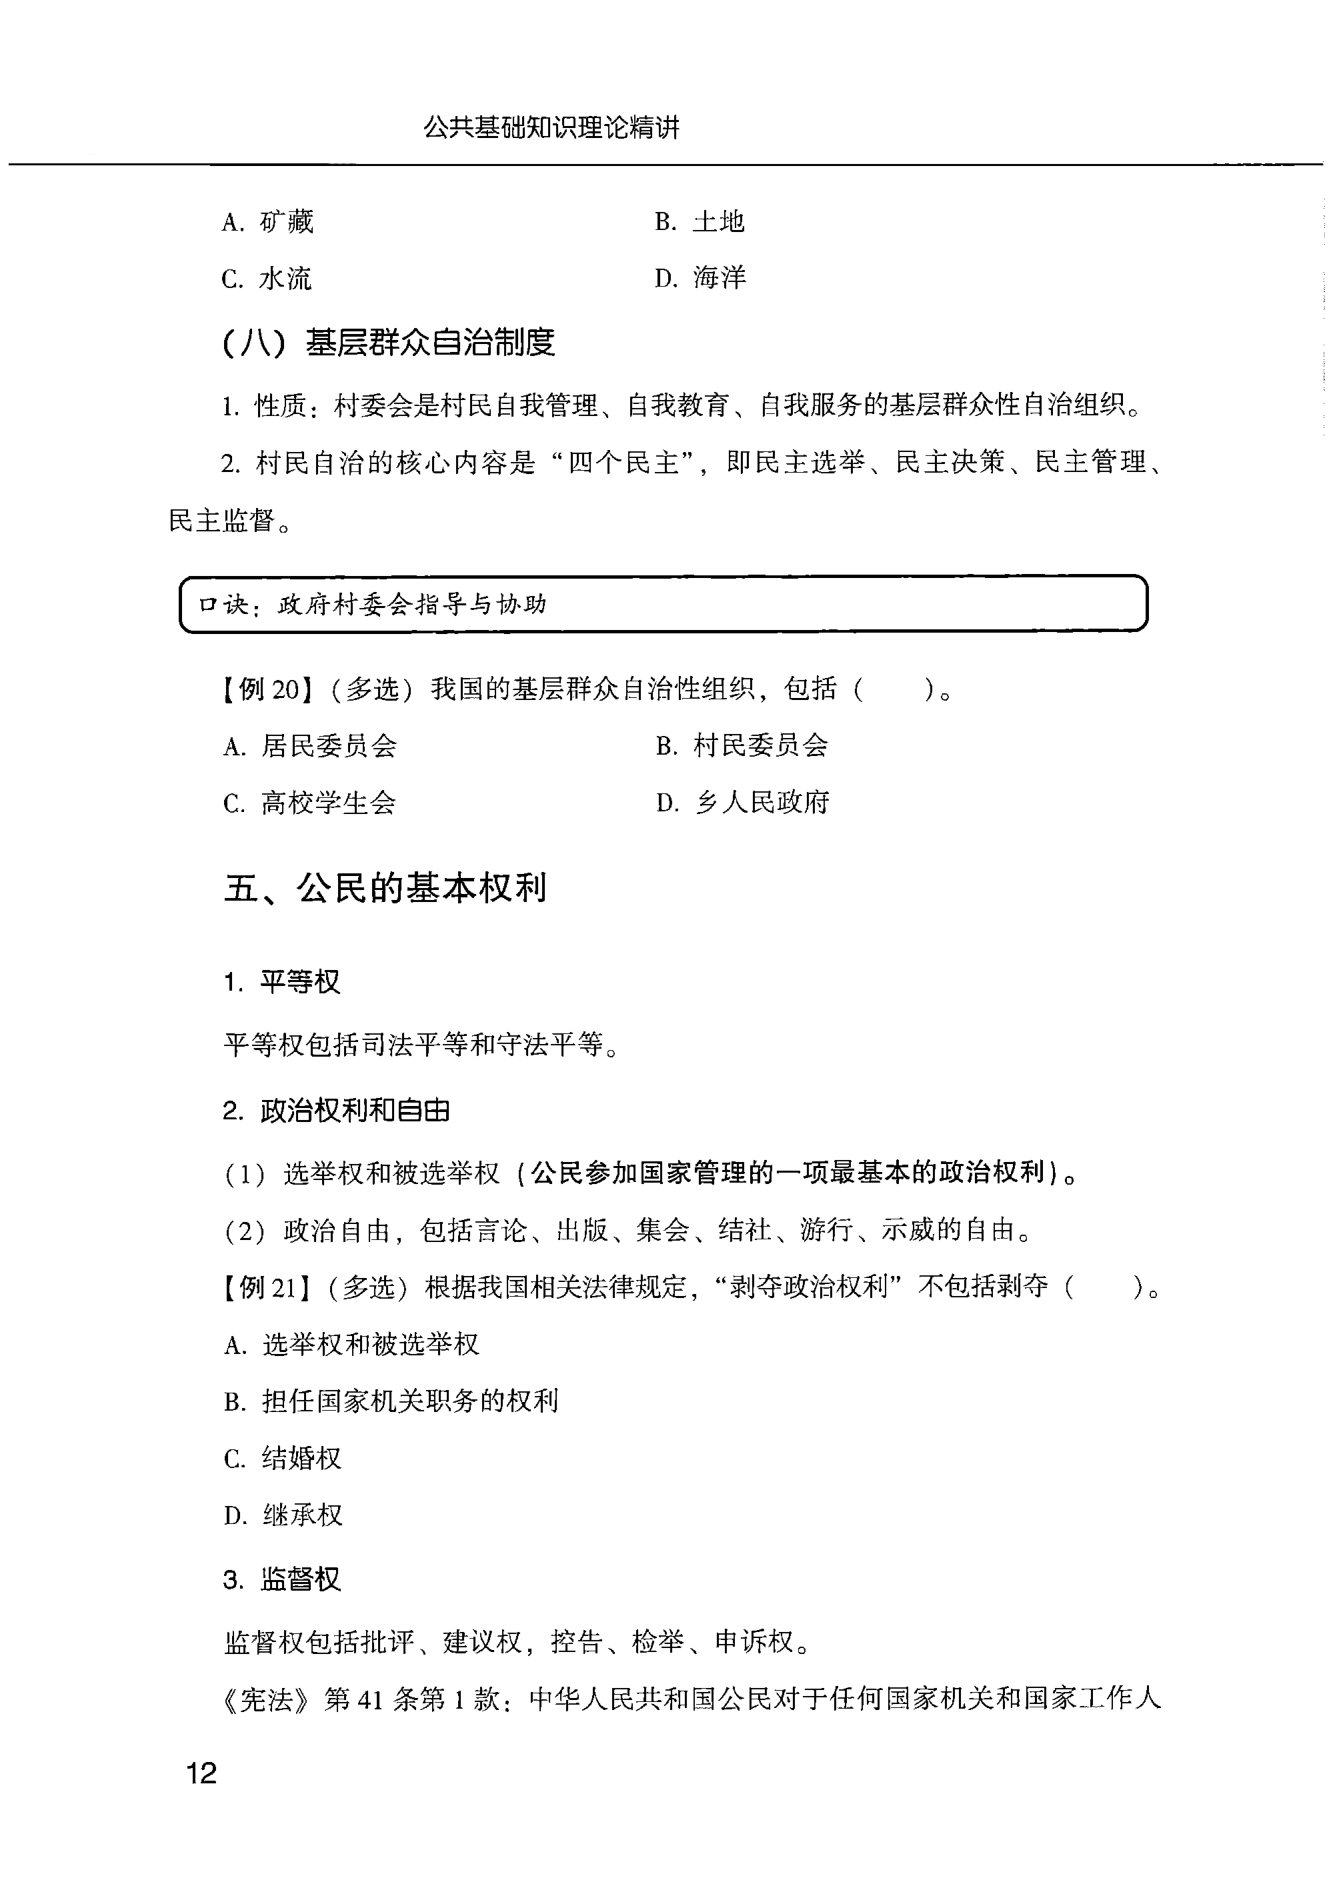 公共基础知识理论精讲
A. 矿藏 B. 土地
C. 水流 D. 海洋
（八）基层群众自治制度
1. 性质：村委会是村民自我管理、自我教育、自我服务的基层群众性自治组织。
2. 村民自治的核心内容是“四个民主”，即民主选举、民主决策、民主管理、
民主监督。
口诀：政府村委会指导与协助
【例 20】（多选）我国的基层群众自治性组织，包括（　　）。
A. 居民委员会 B. 村民委员会
C. 高校学生会 D. 乡人民政府
五、公民的基本权利
1. 平等权
平等权包括司法平等和守法平等。
2. 政治权利和自由
（1）选举权和被选举权（公民参加国家管理的一项最基本的政治权利）。
（2）政治自由，包括言论、出版、集会、结社、游行、示威的自由。
【例 21】（多选）根据我国相关法律规定，“剥夺政治权利”不包括剥夺（　　）。
A. 选举权和被选举权
B. 担任国家机关职务的权利
C. 结婚权
D. 继承权
3. 监督权
监督权包括批评、建议权，控告、检举、申诉权。
《宪法》第 41 条第 1 款：中华人民共和国公民对于任何国家机关和国家工作人
12